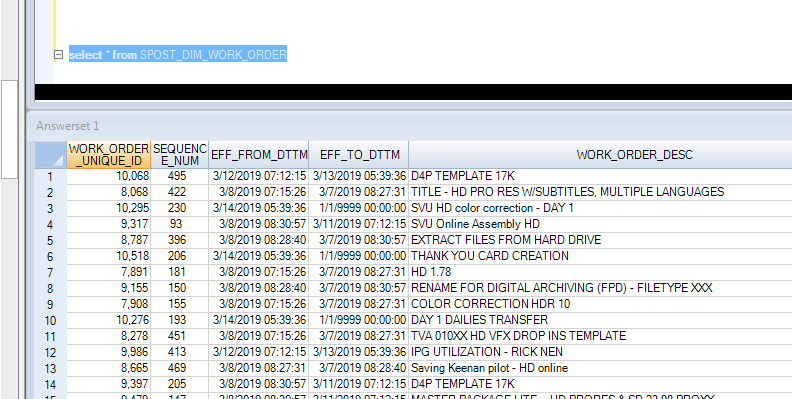 select * from SPOST_DIM_WORK_ORDER
Answerset 1
WORK_ORDER_UNIQUE_ID SEQUENCE_NUM EFF_FROM_DTTM EFF_TO_DTTM WORK_ORDER_DESC
1 10,068 495 3/12/2019 07:12:15 3/13/2019 05:39:36 D4P TEMPLATE 17K
2 8,068 422 3/8/2019 07:15:26 3/7/2019 08:27:31 TITLE - HD PRO RES W/SUBTITLES, MULTIPLE LANGUAGES
3 10,295 230 3/14/2019 05:39:36 1/1/9999 00:00:00 SVU HD color correction - DAY 1
4 9,317 93 3/8/2019 08:30:57 3/11/2019 07:12:15 SVU Online Assembly HD
5 8,787 396 3/8/2019 08:28:40 3/7/2019 08:30:57 EXTRACT FILES FROM HARD DRIVE
6 10,518 206 3/14/2019 05:39:36 1/1/9999 00:00:00 THANK YOU CARD CREATION
7 7,891 181 3/8/2019 07:15:26 3/7/2019 08:27:31 HD 1.78
8 9,155 150 3/8/2019 08:28:40 3/7/2019 08:30:57 RENAME FOR DIGITAL ARCHIVING (FPD) - FILETYPE XXX
9 7,908 155 3/8/2019 07:15:26 3/7/2019 08:27:31 COLOR CORRECTION HDR 10
10 10,276 193 3/14/2019 05:39:36 1/1/9999 00:00:00 DAY 1 DAILIES TRANSFER
11 8,278 451 3/8/2019 07:15:26 3/7/2019 08:27:31 TVA 010XX HD VFX DROP INS TEMPLATE
12 9,986 413 3/12/2019 07:12:15 3/13/2019 05:39:36 IPG UTILIZATION - RICK NEN
13 8,665 469 3/8/2019 08:27:31 3/7/2019 08:28:40 Saving Keenan pilot - HD online
14 9,397 205 3/8/2019 08:30:57 3/11/2019 07:12:15 D4P TEMPLATE 17K